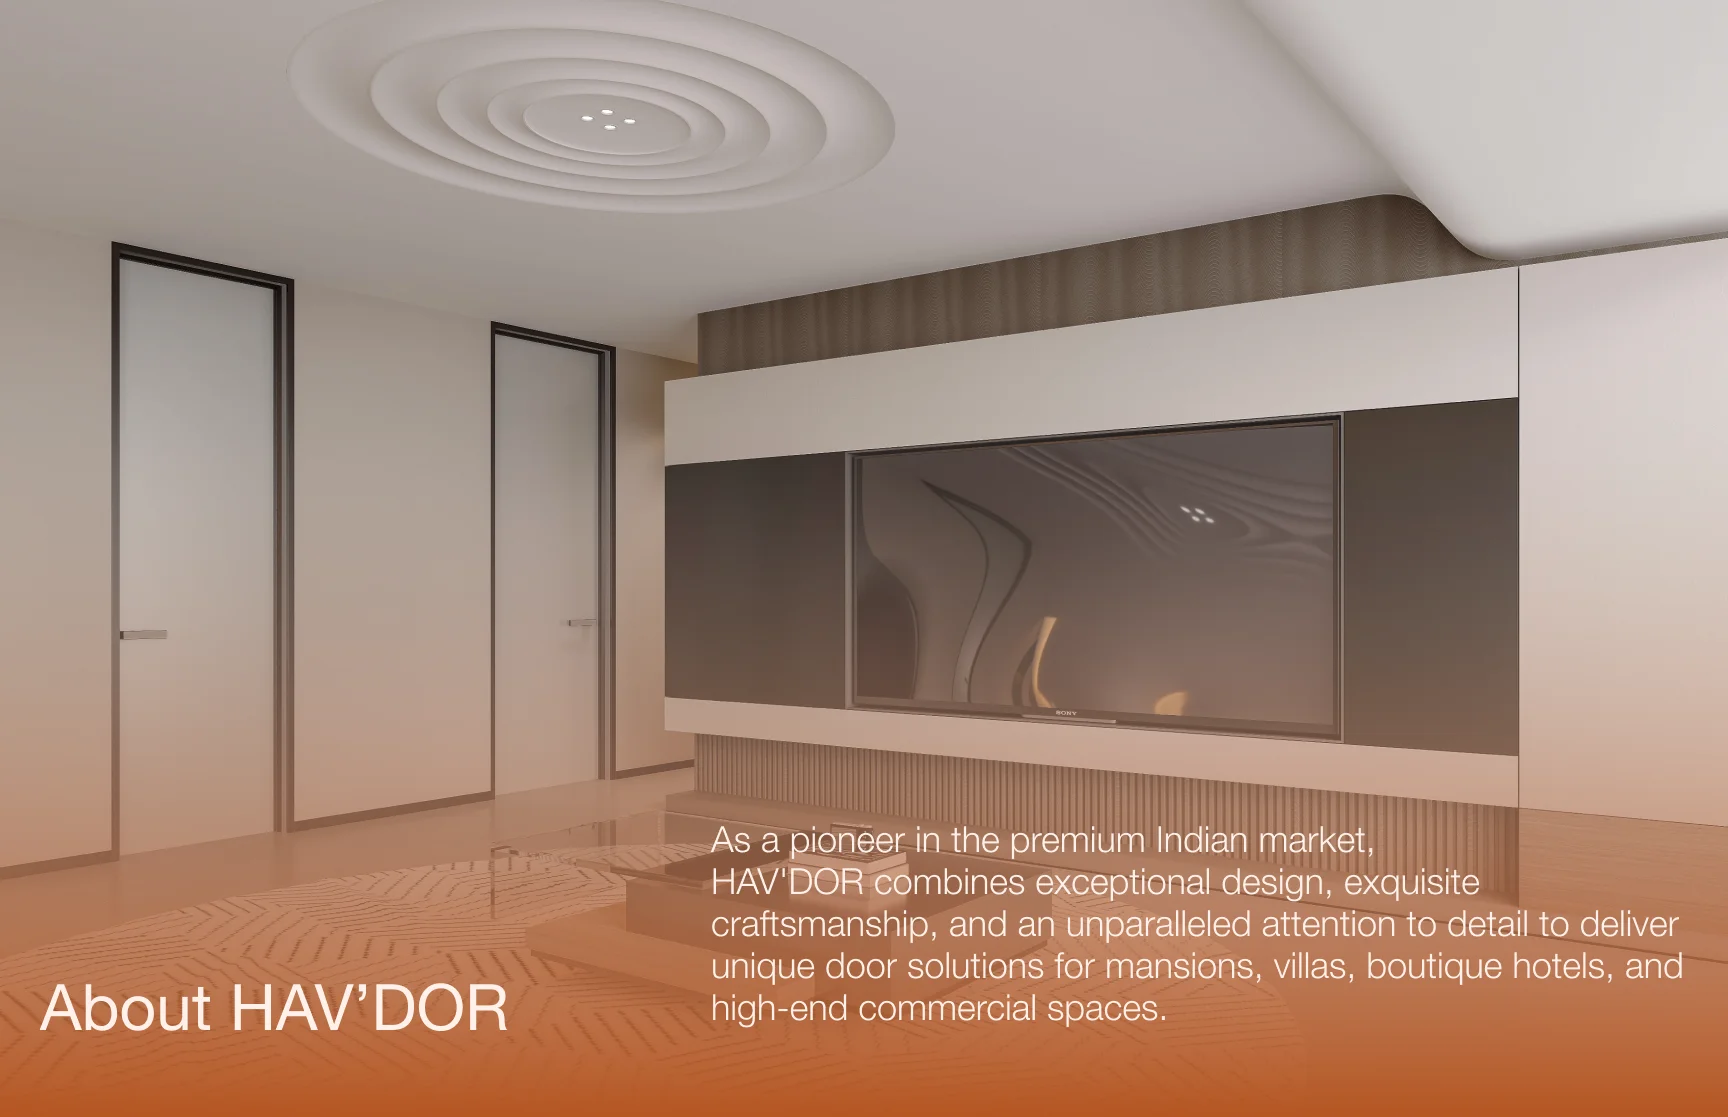 SONY
As a pioneer in the premium Indian market,
HAV'DOR combines exceptional design, exquisite
craftsmanship, and an unparalleled attention to detail to deliver
unique door solutions for mansions, villas, boutique hotels, and
high-end commercial spaces.
About HAV’DOR